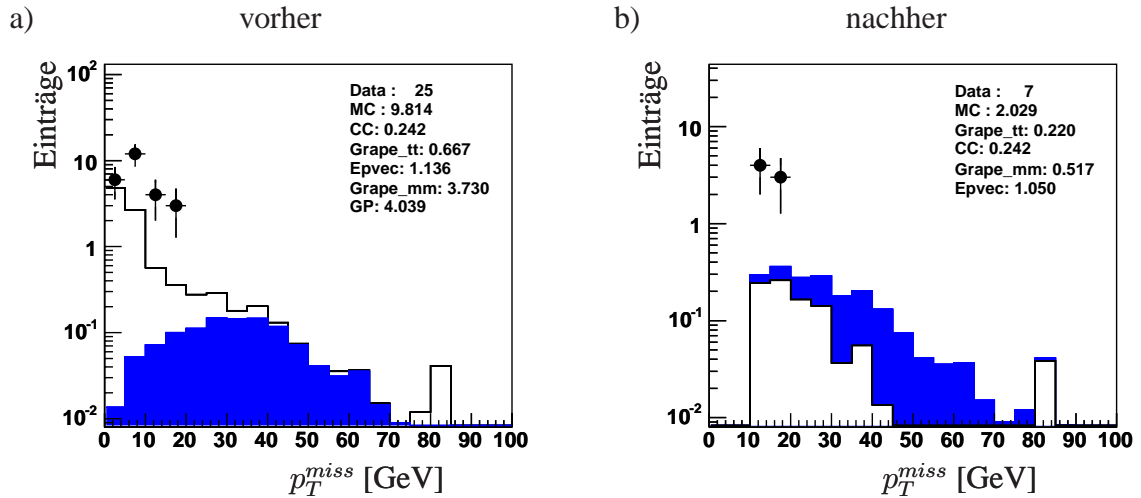 a) vorher
Einträge
10²
10
1
10⁻¹
10⁻²
Data : 25
MC : 9.814
CC: 0.242
Grape_tt: 0.667
Epvec: 1.136
Grape_mm: 3.730
GP: 4.039
0 10 20 30 40 50 60 70 80 90 100
p_T^{miss} [GeV]
b) nachher
Einträge
10
1
10⁻¹
10⁻²
Data : 7
MC : 2.029
Grape_tt: 0.220
CC: 0.242
Grape_mm: 0.517
Epvec: 1.050
0 10 20 30 40 50 60 70 80 90 100
p_T^{miss} [GeV]